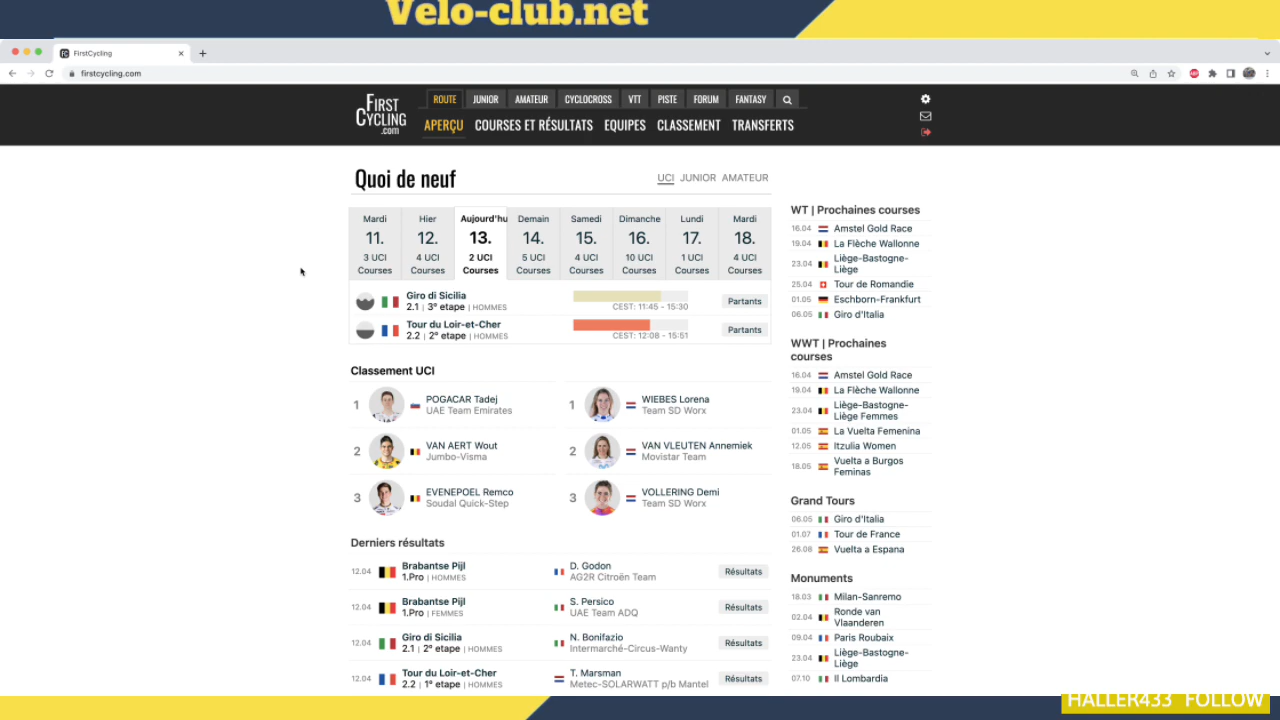 Velo-club.net
FirstCycling
firstcycling.com
FIRST
CYCLING
.com
ROUTE JUNIOR AMATEUR CYCLOCROSS VTT PISTE FORUM FANTASY
APERÇU COURSES ET RÉSULTATS EQUIPES CLASSEMENT TRANSFERTS
Quoi de neuf
UCI JUNIOR AMATEUR
Mardi Hier Aujourd'hu Demain Samedi Dimanche Lundi Mardi
11. 12. 13. 14. 15. 16. 17. 18.
3 UCI 4 UCI 2 UCI 5 UCI 4 UCI 10 UCI 1 UCI 4 UCI
Courses Courses Courses Courses Courses Courses Courses Courses
Giro di Sicilia
2.1 | 3° etape | HOMMES
CEST: 11:45 - 15:30
Partants
Tour du Loir-et-Cher
2.2 | 2° etape | HOMMES
CEST: 12:08 - 15:51
Partants
Classement UCI
1 POGACAR Tadej
UAE Team Emirates
1 WIEBES Lorena
Team SD Worx
2 VAN AERT Wout
Jumbo-Visma
2 VAN VLEUTEN Annemiek
Movistar Team
3 EVENEPOEL Remco
Soudal Quick-Step
3 VOLLERING Demi
Team SD Worx
Derniers résultats
12.04 Brabantse Pijl
1.Pro | HOMMES
D. Godon
AG2R Citroën Team
Résultats
12.04 Brabantse Pijl
1.Pro | FEMMES
S. Persico
UAE Team ADQ
Résultats
12.04 Giro di Sicilia
2.1 | 2° etape | HOMMES
N. Bonifazio
Intermarché-Circus-Wanty
Résultats
12.04 Tour du Loir-et-Cher
2.2 | 1° etape | HOMMES
T. Marsman
Metec-SOLARWATT p/b Mantel
Résultats
WT | Prochaines courses
16.04 Amstel Gold Race
19.04 La Flèche Wallonne
23.04 Liège-Bastogne-
Liège
25.04 Tour de Romandie
01.05 Eschborn-Frankfurt
06.05 Giro d'Italia
WWT | Prochaines
courses
16.04 Amstel Gold Race
19.04 La Flèche Wallonne
23.04 Liège-Bastogne-
Liège Femmes
01.05 La Vuelta Femenina
12.05 Itzulia Women
18.05 Vuelta a Burgos
Feminas
Grand Tours
06.05 Giro d'Italia
01.07 Tour de France
26.08 Vuelta a Espana
Monuments
18.03 Milan-Sanremo
02.04 Ronde van
Vlaanderen
09.04 Paris Roubaix
23.04 Liège-Bastogne-
Liège
07.10 Il Lombardia
HALLER433 FOLLOW